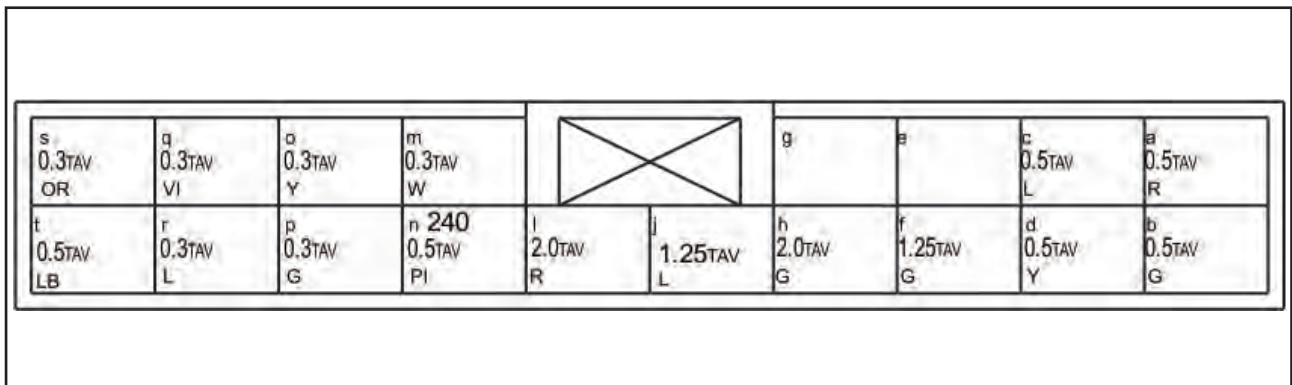 s q o m g e c a
0.3TAV 0.3TAV 0.3TAV 0.3TAV 0.5TAV 0.5TAV
OR VI Y W L R
t r p n 240 l j h f d b
0.5TAV 0.3TAV 0.3TAV 0.5TAV 2.0TAV 1.25TAV 2.0TAV 1.25TAV 0.5TAV 0.5TAV
LB L G PI R L G G Y G